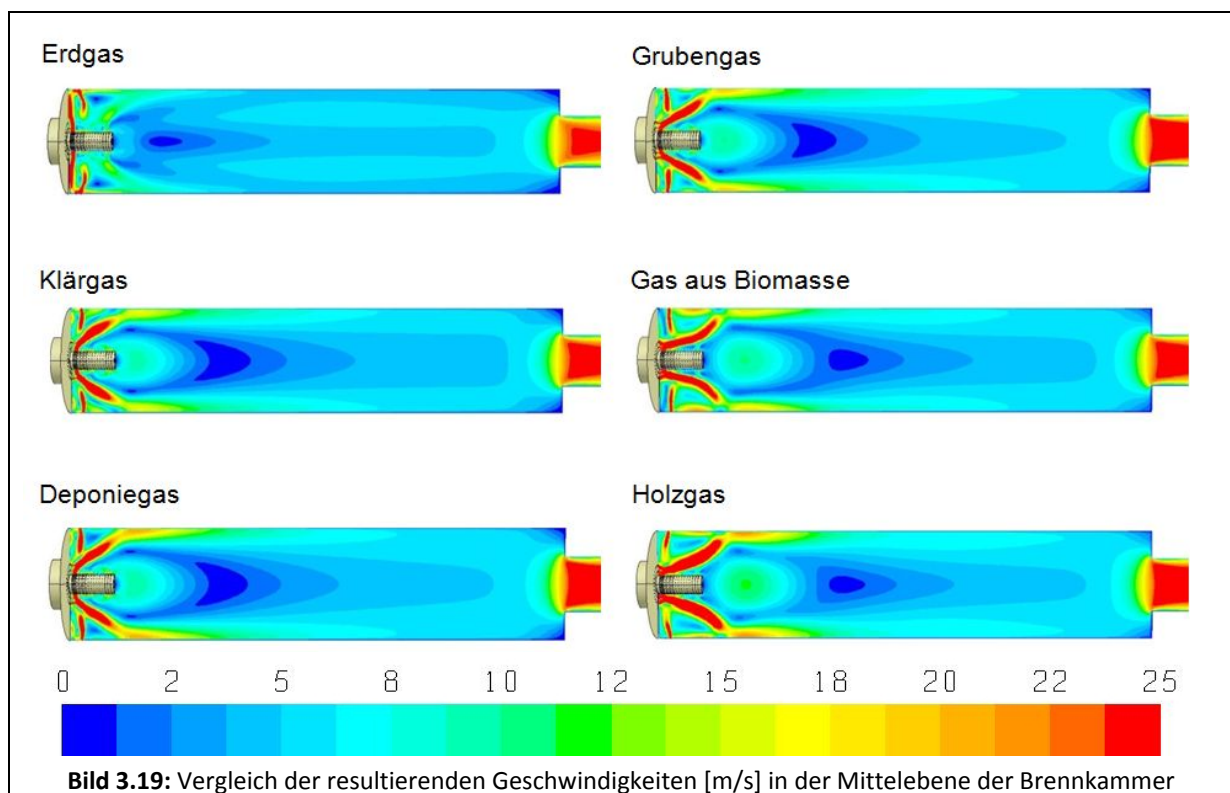 Erdgas
Grubengas
Klärgas
Gas aus Biomasse
Deponiegas
Holzgas
0 2 5 8 10 12 15 18 20 22 25
Bild 3.19: Vergleich der resultierenden Geschwindigkeiten [m/s] in der Mittelebene der Brennkammer